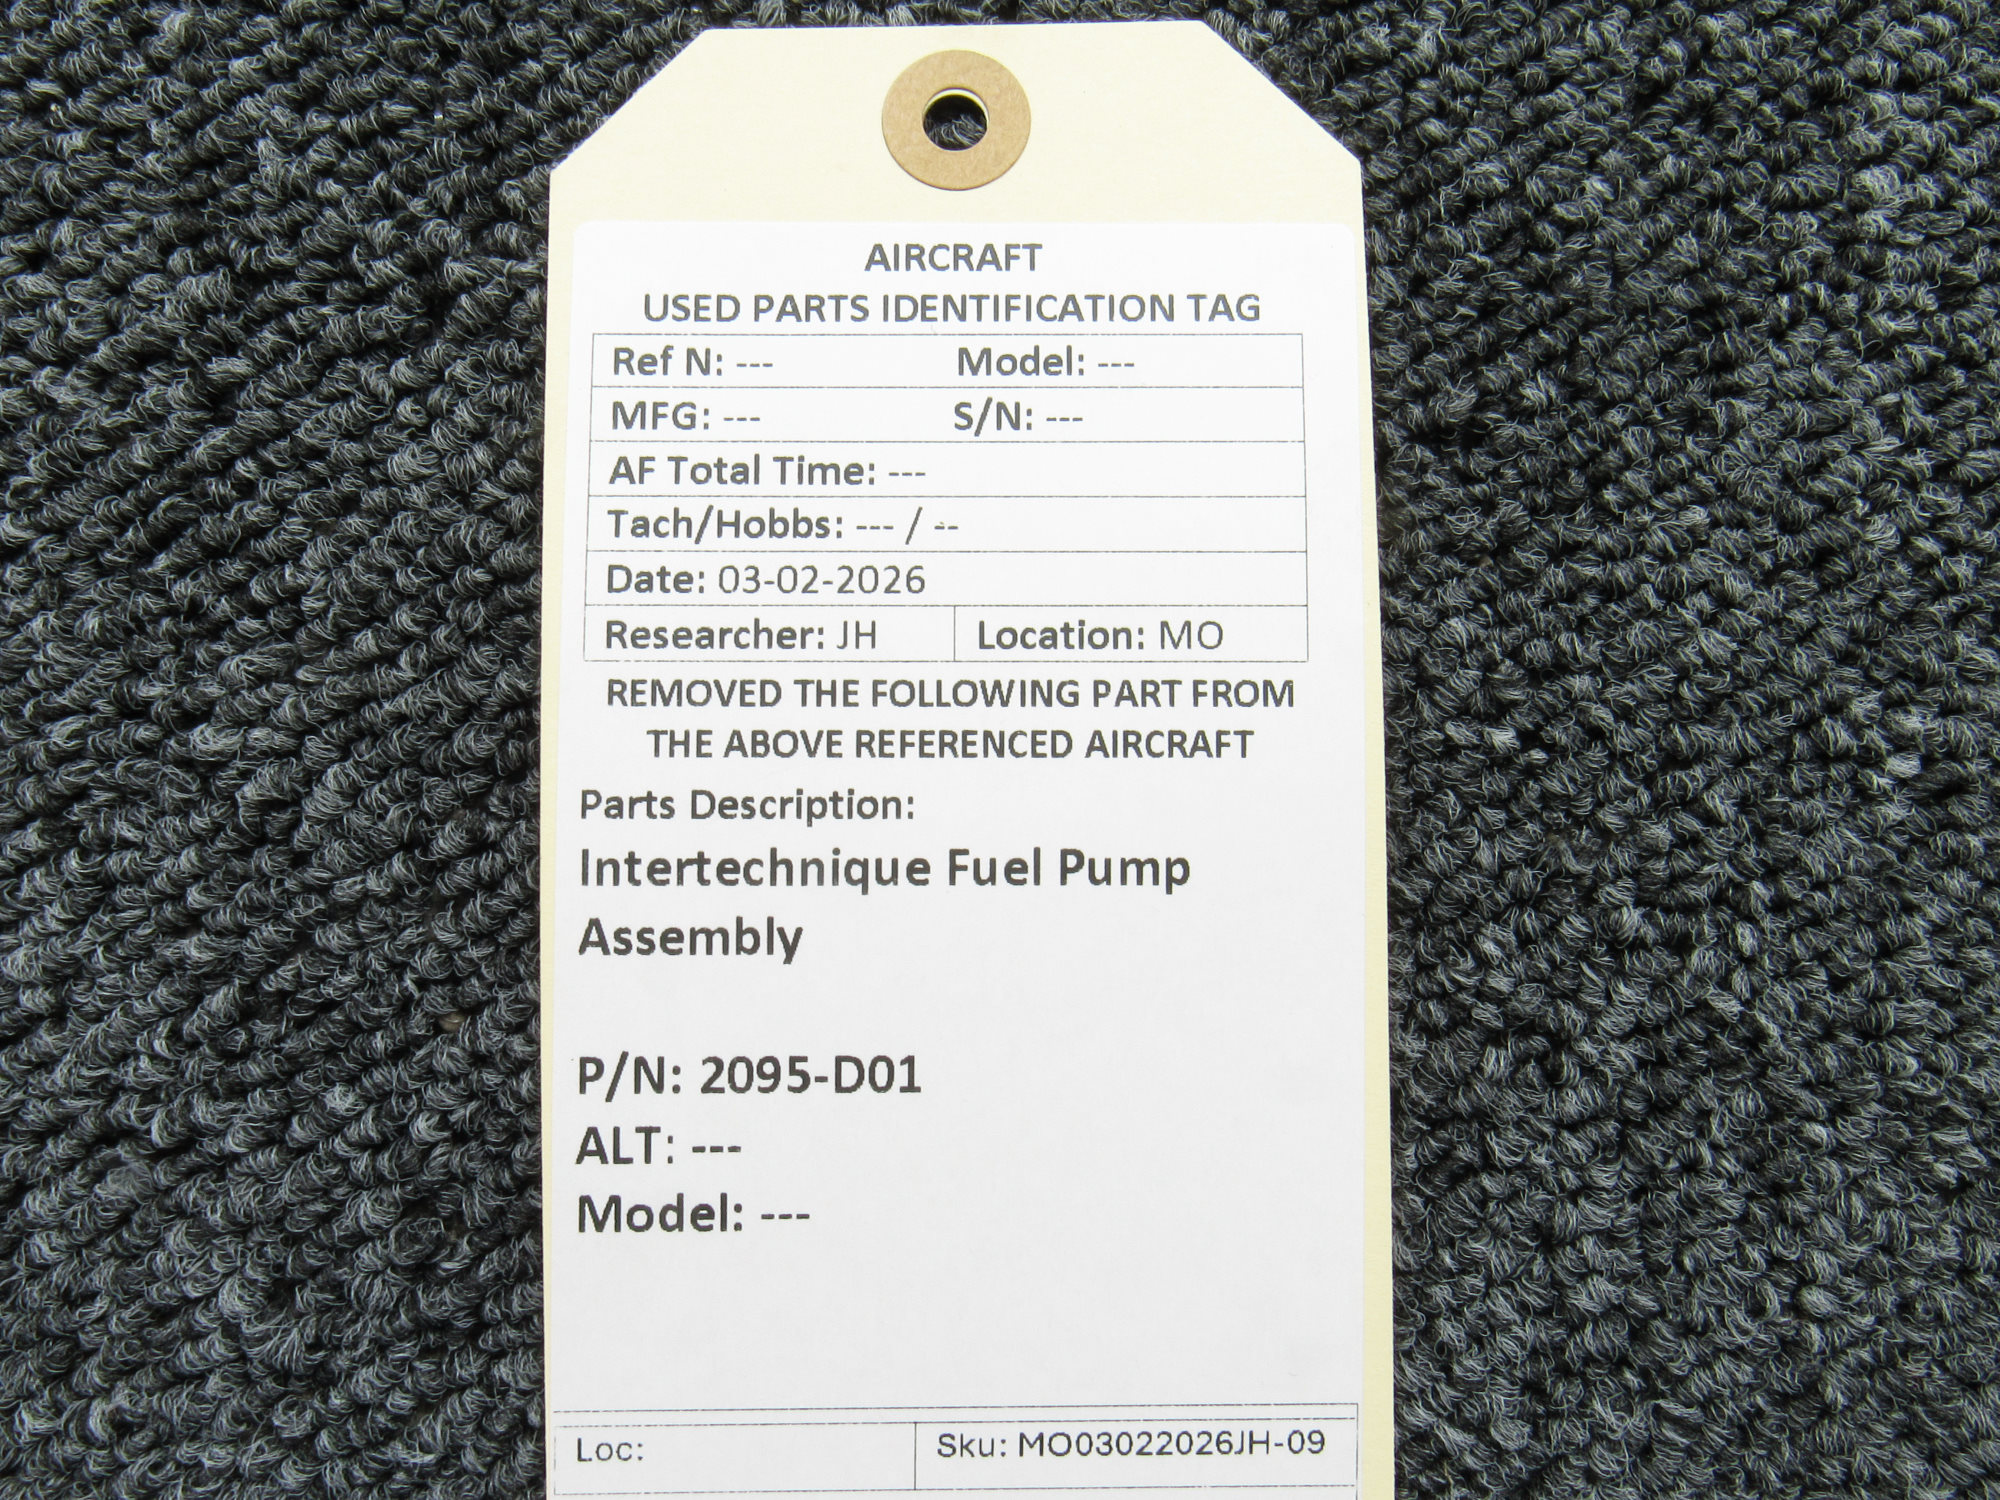 AIRCRAFT
USED PARTS IDENTIFICATION TAG
Ref N: --- Model: ---
MFG: --- S/N: ---
AF Total Time: ---
Tach/Hobbs: --- / --
Date: 03-02-2026
Researcher: JH Location: MO
REMOVED THE FOLLOWING PART FROM
THE ABOVE REFERENCED AIRCRAFT
Parts Description:
Intertechnique Fuel Pump
Assembly
P/N: 2095-D01
ALT: ---
Model: ---
Loc: Sku: MO03022026JH-09